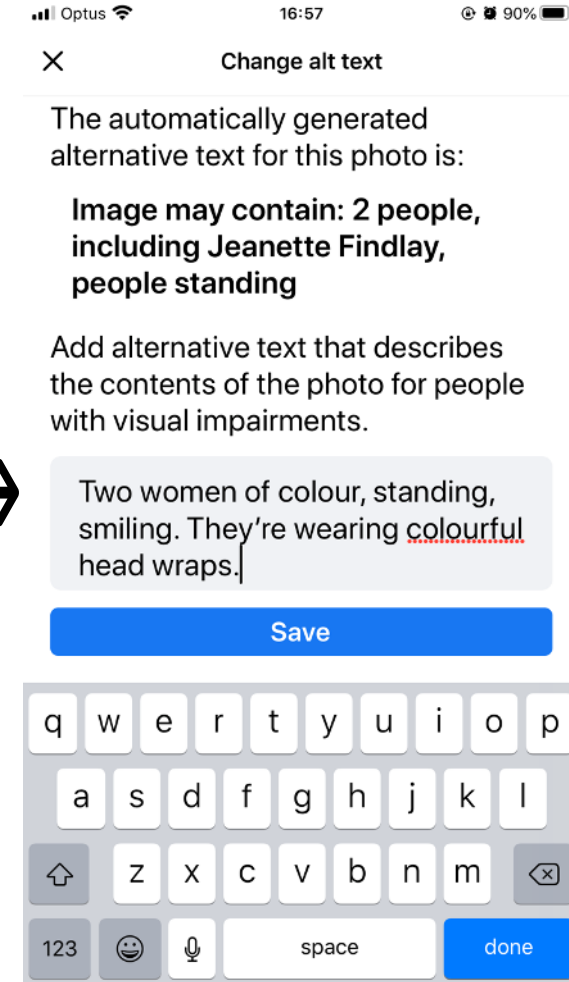 Optus 16:57 90%
Change alt text
The automatically generated
alternative text for this photo is:
Image may contain: 2 people,
including Jeanette Findlay,
people standing
Add alternative text that describes
the contents of the photo for people
with visual impairments.
Two women of colour, standing,
smiling. They’re wearing colourful
head wraps.
Save
q w e r t y u i o p
a s d f g h j k l
z x c v b n m
123 space done